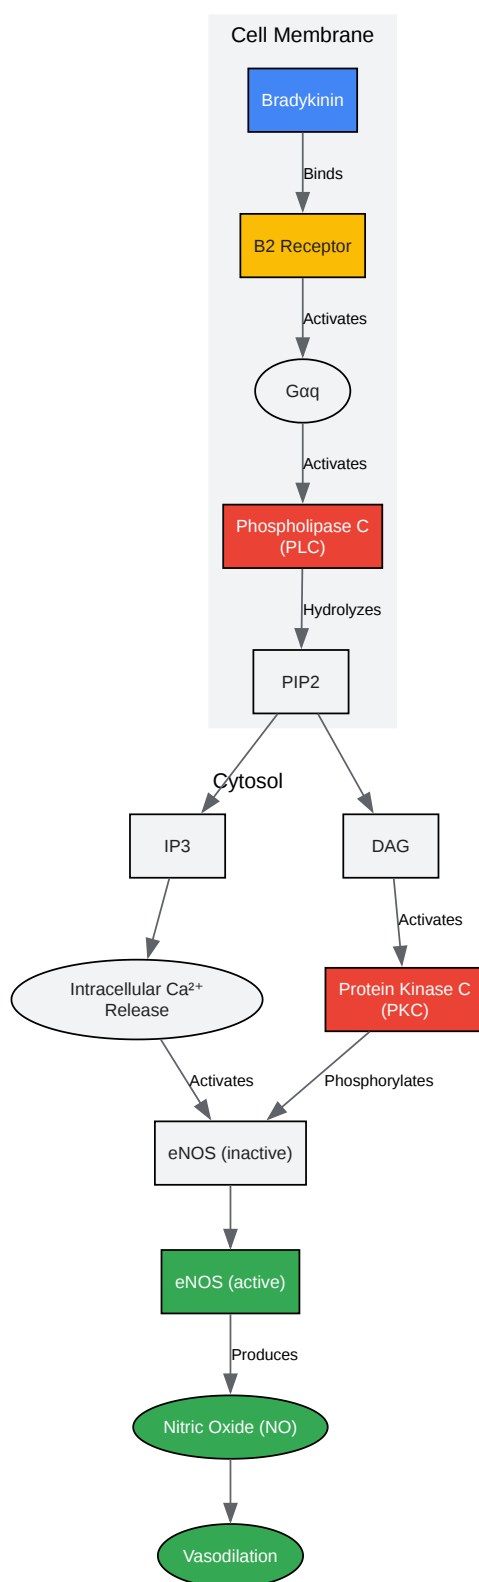 Cell Membrane
Bradykinin
Binds
B2 Receptor
Activates
Gαq
Activates
Phospholipase C
(PLC)
Hydrolyzes
PIP2
Cytosol
IP3
DAG
Activates
Intracellular Ca²⁺
Release
Protein Kinase C
(PKC)
Activates
Phosphorylates
eNOS (inactive)
eNOS (active)
Produces
Nitric Oxide (NO)
Vasodilation